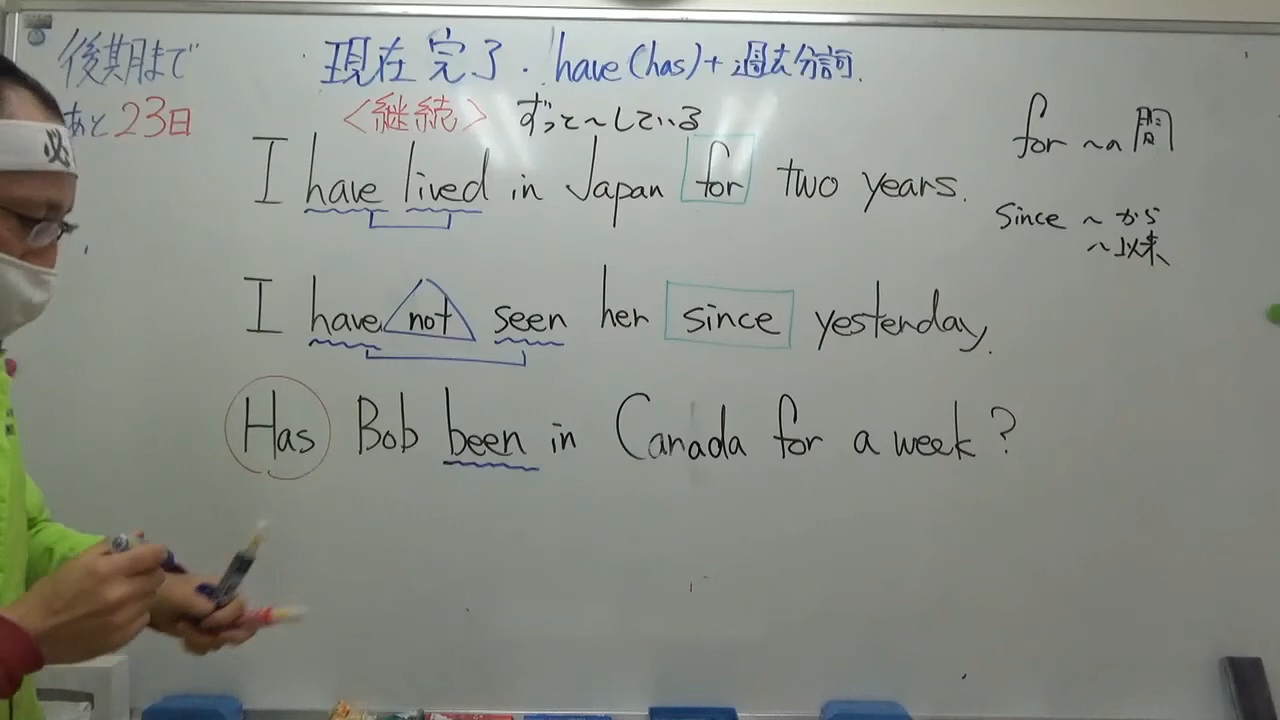 後期まで
あと23日
現在完了. have(has)+過去分詞.
<継続> ずっと〜している
I have lived in Japan for two years.
for 〜の間
since 〜から
〜以来
I have not seen her since yesterday.
Has Bob been in Canada for a week?
必